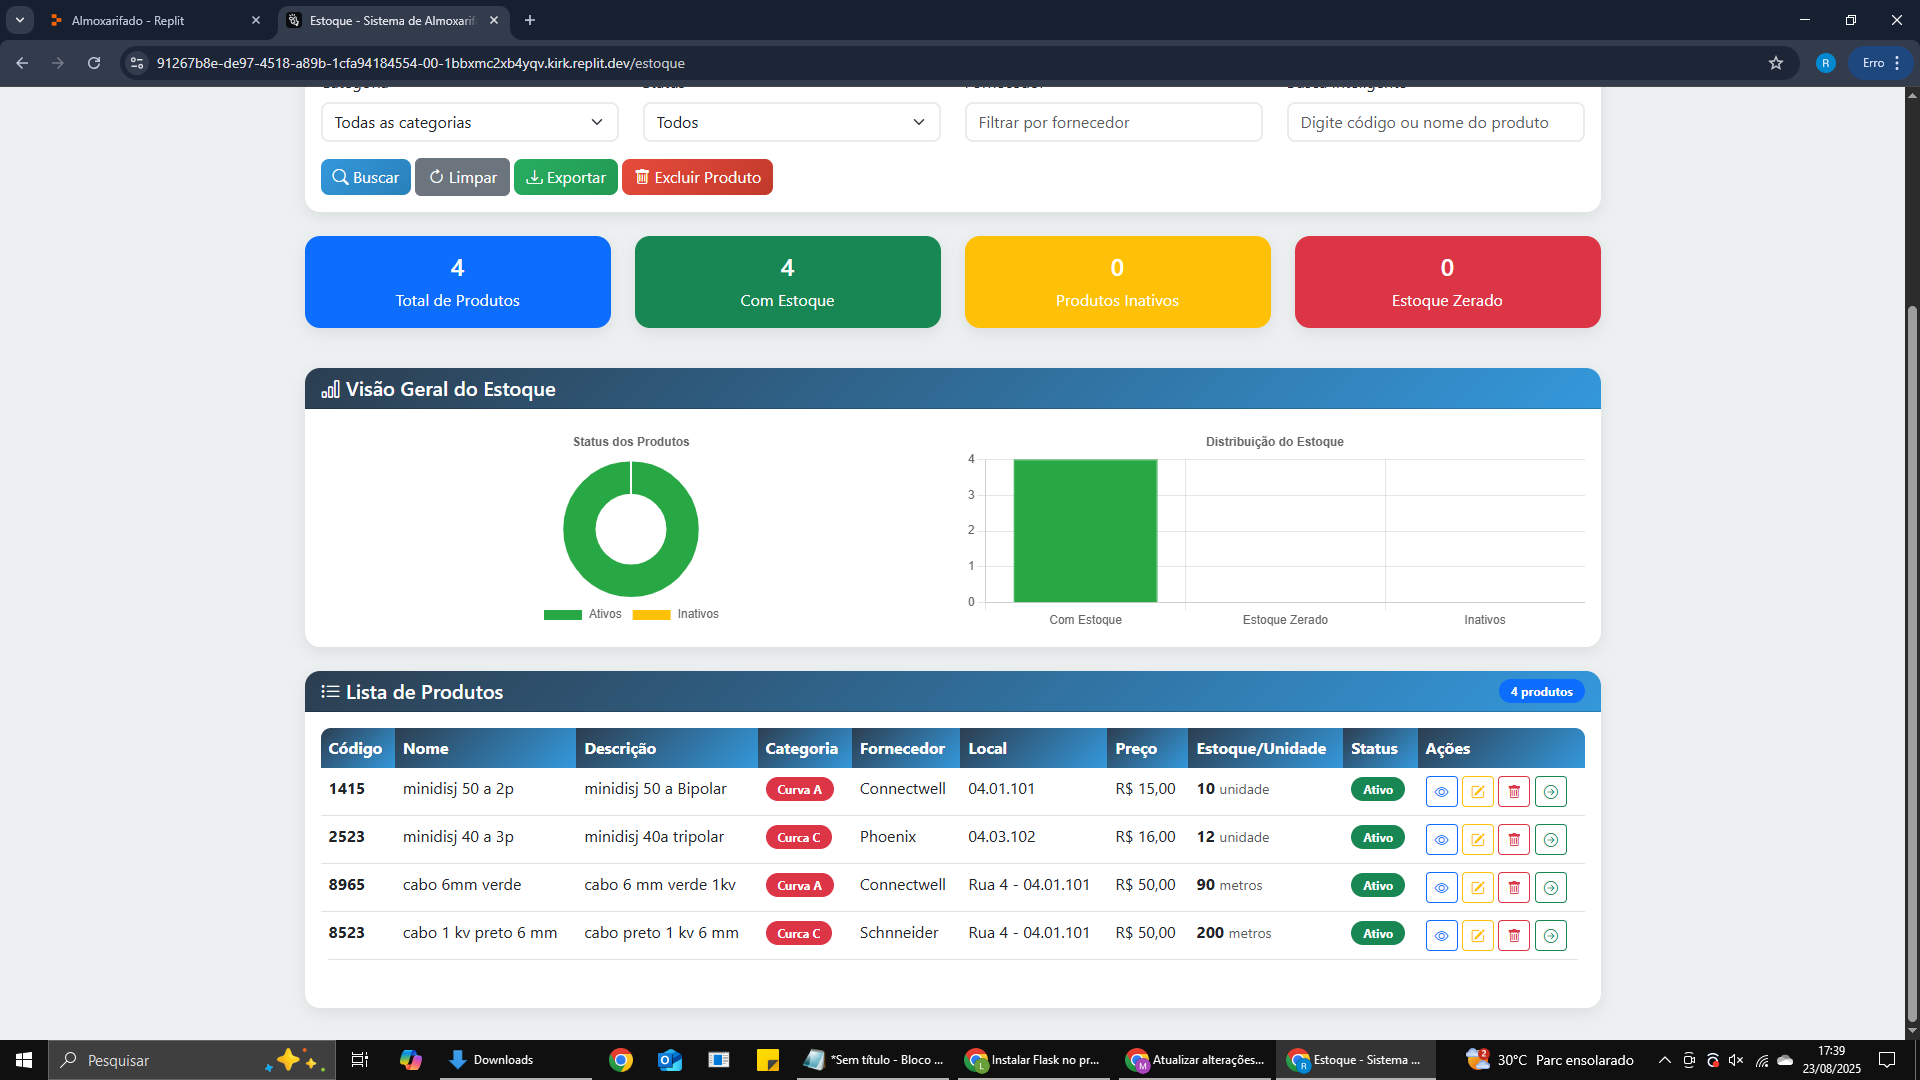 Almoxarifado - Replit
Estoque - Sistema de Almoxarif
91267b8e-de97-4518-a89b-1cfa94184554-00-1bbxmc2xb4yqv.kirk.replit.dev/estoque
R
Erro
Todas as categorias
Todos
Filtrar por fornecedor
Digite código ou nome do produto
Buscar
Limpar
Exportar
Excluir Produto
4
Total de Produtos
4
Com Estoque
0
Produtos Inativos
0
Estoque Zerado
Visão Geral do Estoque
Status dos Produtos
Ativos Inativos
Distribuição do Estoque
4
3
2
1
0
Com Estoque Estoque Zerado Inativos
Lista de Produtos
4 produtos
Código Nome Descrição Categoria Fornecedor Local Preço Estoque/Unidade Status Ações
1415 minidisj 50 a 2p minidisj 50 a Bipolar Curva A Connectwell 04.01.101 R$ 15,00 10 unidade Ativo
2523 minidisj 40 a 3p minidisj 40a tripolar Curca C Phoenix 04.03.102 R$ 16,00 12 unidade Ativo
8965 cabo 6mm verde cabo 6 mm verde 1kv Curva A Connectwell Rua 4 - 04.01.101 R$ 50,00 90 metros Ativo
8523 cabo 1 kv preto 6 mm cabo preto 1 kv 6 mm Curca C Schnneider Rua 4 - 04.01.101 R$ 50,00 200 metros Ativo
Pesquisar
Downloads
*Sem título - Bloco ...
L
Instalar Flask no pr...
M
Atualizar alterações...
R
Estoque - Sistema ...
2
30°C Parc ensolarado
17:39
23/08/2025